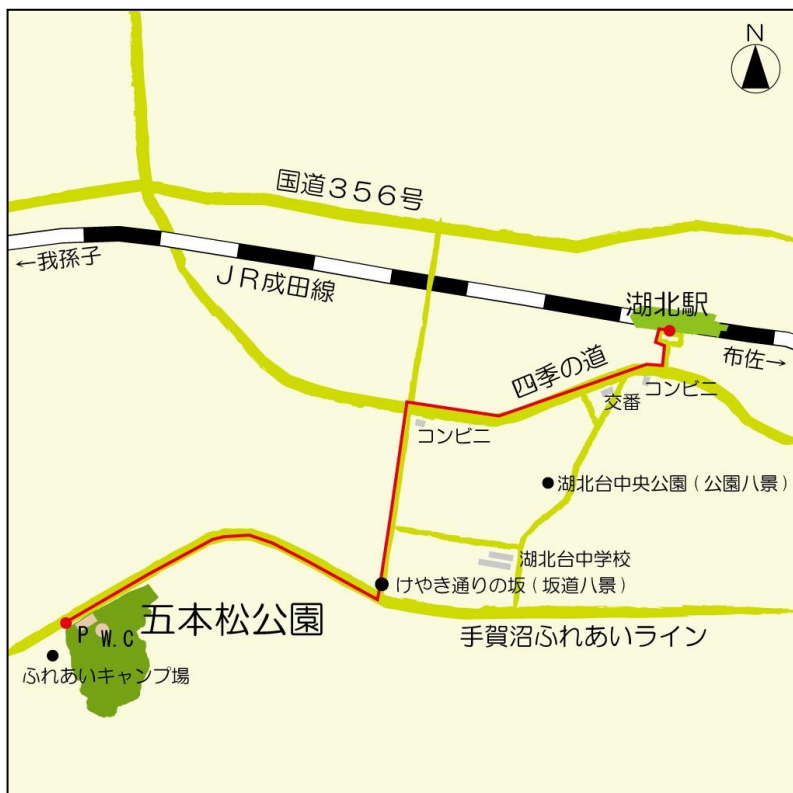 N
国道３５６号
←我孫子
ＪＲ成田線
湖北駅
布佐→
四季の道
コンビニ
交番
コンビニ
湖北台中央公園（公園八景）
湖北台中学校
けやき通りの坂（坂道八景）
五本松公園
P W.C
手賀沼ふれあいライン
ふれあいキャンプ場